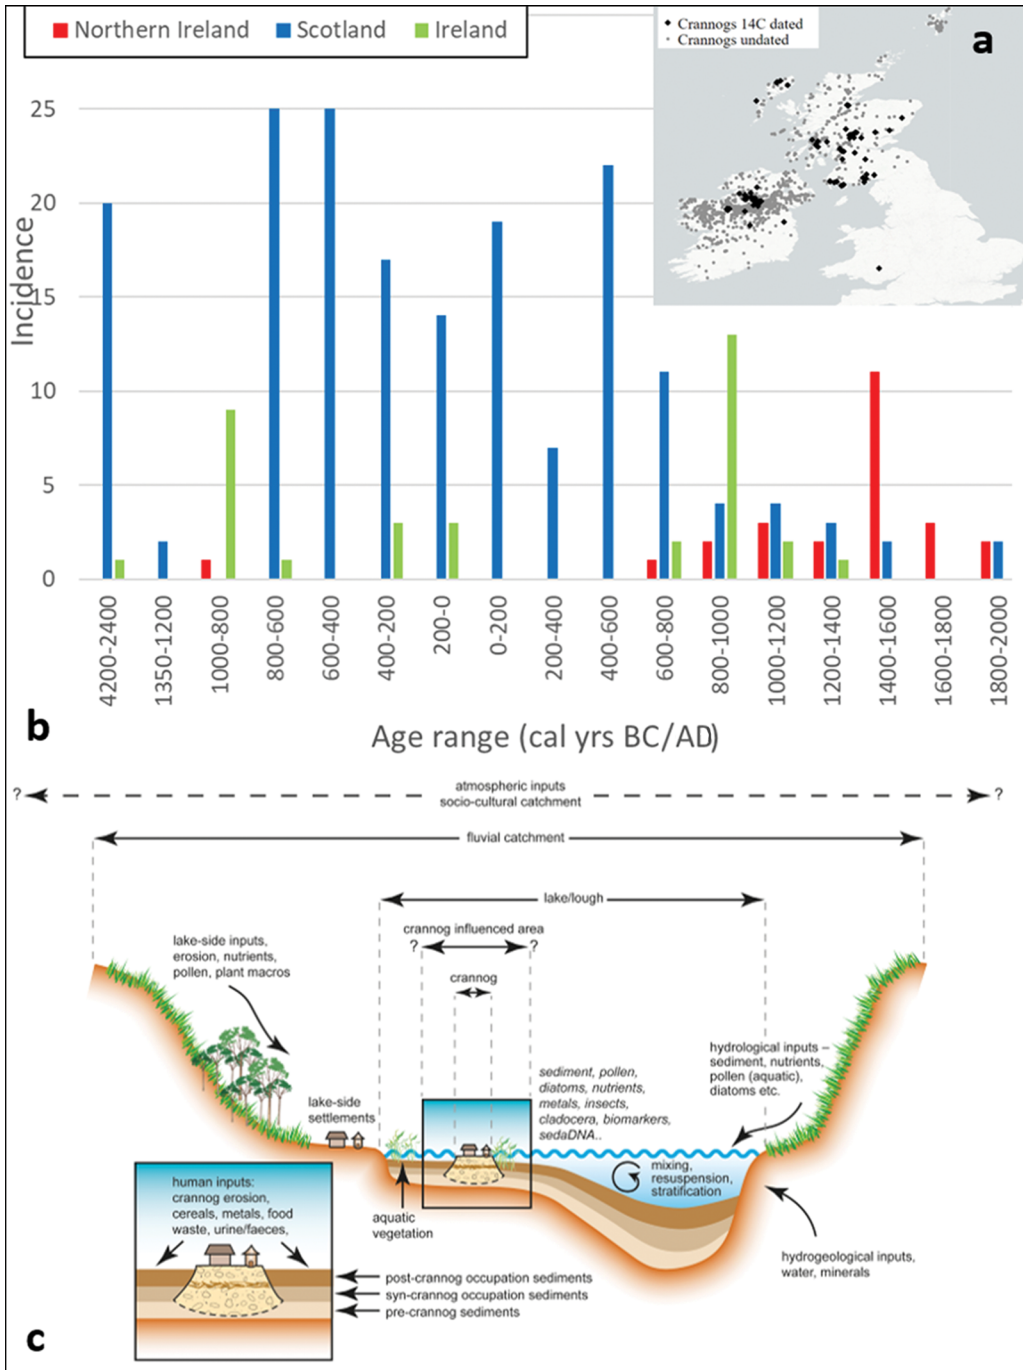 Northern Ireland Scotland Ireland
Crannogs 14C dated
Crannogs undated
a
Incidence
25
20
15
10
5
0
4200-2400
1350-1200
1000-800
800-600
600-400
400-200
200-0
0-200
200-400
400-600
600-800
800-1000
1000-1200
1200-1400
1400-1600
1600-1800
1800-2000
b
Age range (cal yrs BC/AD)
? atmospheric inputs ?
socio-cultural catchment
fluvial catchment
lake/lough
crannog influenced area
? ?
crannog
lake-side inputs,
erosion, nutrients,
pollen, plant macros
lake-side
settlements
sediment, pollen,
diatoms, nutrients,
metals, insects,
cladocera, biomarkers,
sedaDNA..
hydrological inputs –
sediment, nutrients,
pollen (aquatic),
diatoms etc.
mixing,
resuspension,
stratification
aquatic
vegetation
hydrogeological inputs,
water, minerals
human inputs:
crannog erosion,
cereals, metals, food
waste, urine/faeces,
post-crannog occupation sediments
syn-crannog occupation sediments
pre-crannog sediments
c